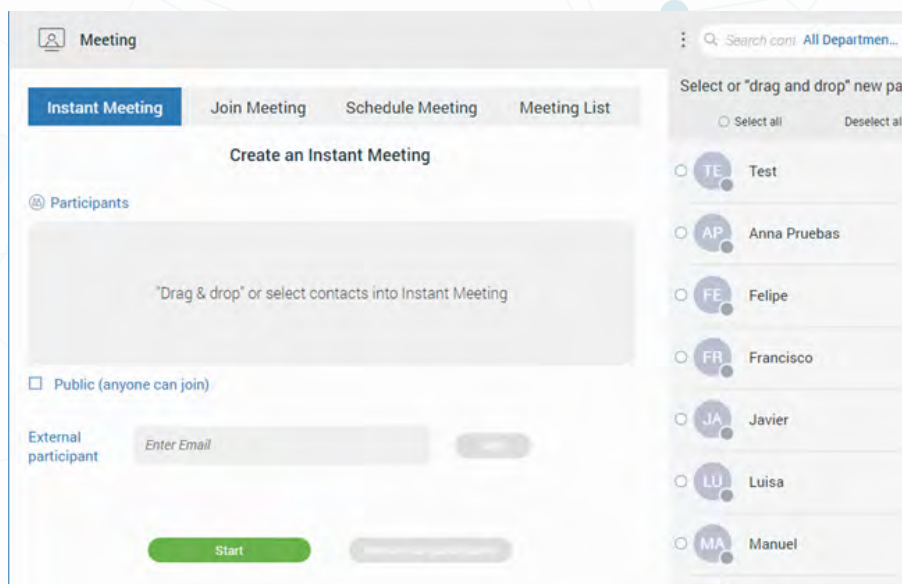 Meeting
Search cont All Departmen...
Instant Meeting Join Meeting Schedule Meeting Meeting List
Select or "drag and drop" new pa
Select all Deselect al
Create an Instant Meeting
Participants
"Drag & drop" or select contacts into Instant Meeting
Public (anyone can join)
External
participant
Enter Email
Start
TE Test
AP Anna Pruebas
FE Felipe
FR Francisco
JA Javier
LU Luisa
MA Manuel